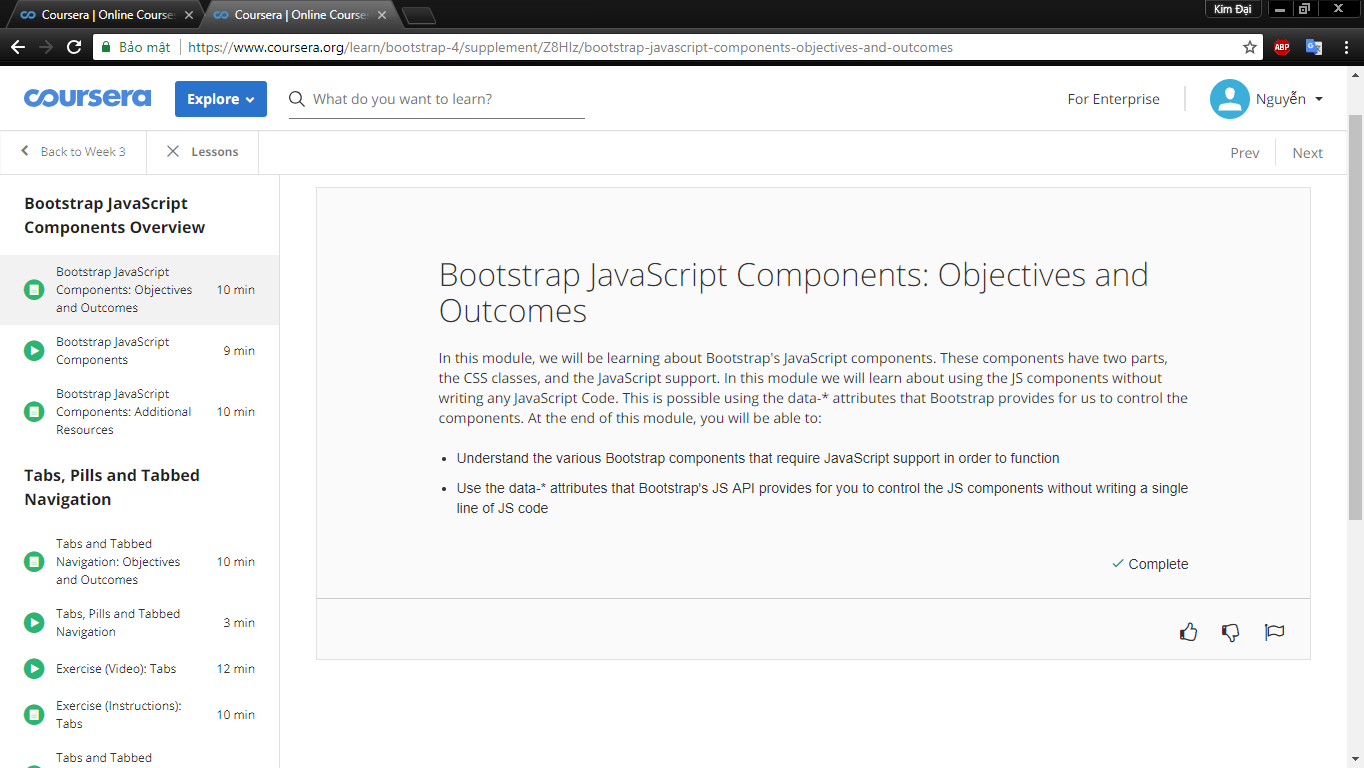 Coursera | Online Course
Coursera | Online Course
Kim Đại
Bảo mật
https://www.coursera.org/learn/bootstrap-4/supplement/Z8HIz/bootstrap-javascript-components-objectives-and-outcomes
ABP
coursera
Explore
What do you want to learn?
For Enterprise
Nguyễn
Back to Week 3
Lessons
Prev
Next
Bootstrap JavaScript
Components Overview
Bootstrap JavaScript
Components: Objectives
and Outcomes
10 min
Bootstrap JavaScript
Components
9 min
Bootstrap JavaScript
Components: Additional
Resources
10 min
Tabs, Pills and Tabbed
Navigation
Tabs and Tabbed
Navigation: Objectives
and Outcomes
10 min
Tabs, Pills and Tabbed
Navigation
3 min
Exercise (Video): Tabs
12 min
Exercise (Instructions):
Tabs
10 min
Tabs and Tabbed
Bootstrap JavaScript Components: Objectives and
Outcomes
In this module, we will be learning about Bootstrap's JavaScript components. These components have two parts,
the CSS classes, and the JavaScript support. In this module we will learn about using the JS components without
writing any JavaScript Code. This is possible using the data-* attributes that Bootstrap provides for us to control the
components. At the end of this module, you will be able to:
• Understand the various Bootstrap components that require JavaScript support in order to function
• Use the data-* attributes that Bootstrap's JS API provides for you to control the JS components without writing a single
line of JS code
Complete